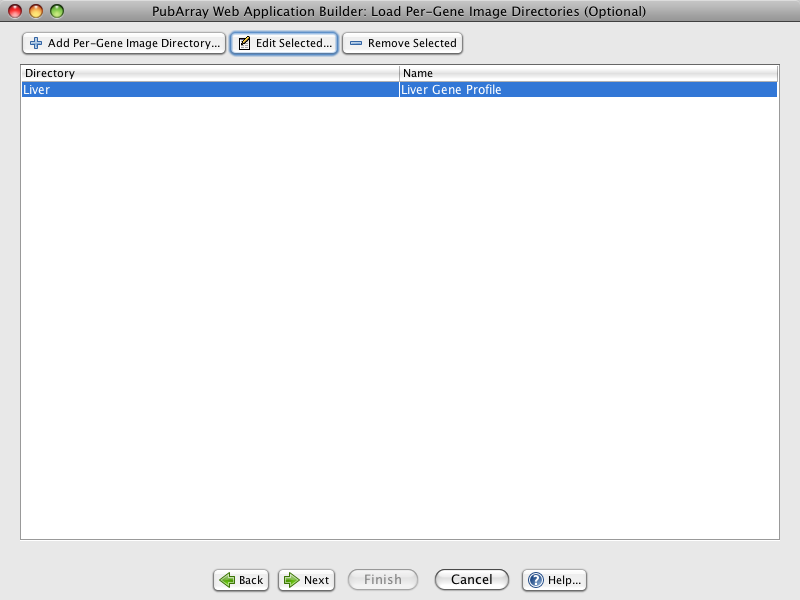 PubArray Web Application Builder: Load Per-Gene Image Directories (Optional)
Add Per-Gene Image Directory... Edit Selected... Remove Selected
Directory Name
Liver Liver Gene Profile
Back Next Finish Cancel Help...